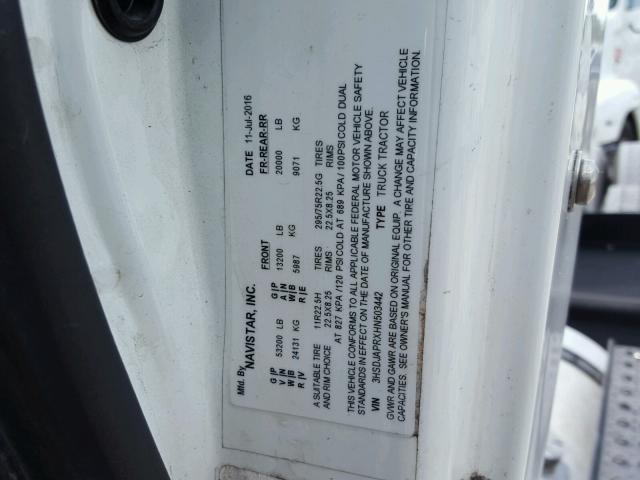 Mfd. By NAVISTAR, INC. DATE 11-Jul-2016
FRONT FR-REAR-RR
G|P 53200 LB G|P 13200 LB 20000 LB
V|N A|N
W|B 24131 KG W|B 5987 KG 9071 KG
R|V R|E
A SUITABLE TIRE 11R22.5H TIRES 295/75R22.5G TIRES
AND RIM CHOICE 22.5X8.25 RIMS 22.5X8.25 RIMS
AT 827 KPA /120 PSI COLD AT 689 KPA / 100PSI COLD DUAL
THIS VEHICLE CONFORMS TO ALL APPLICABLE FEDERAL MOTOR VEHICLE SAFETY
STANDARDS IN EFFECT ON THE DATE OF MANUFACTURE SHOWN ABOVE.
VIN 3HSDJAPRXHN503442 TYPE TRUCK TRACTOR
GVWR AND GAWR ARE BASED ON ORIGINAL EQUIP. A CHANGE MAY AFFECT VEHICLE
CAPACITIES. SEE OWNER'S MANUAL FOR OTHER TIRE AND CAPACITY INFORMATION.